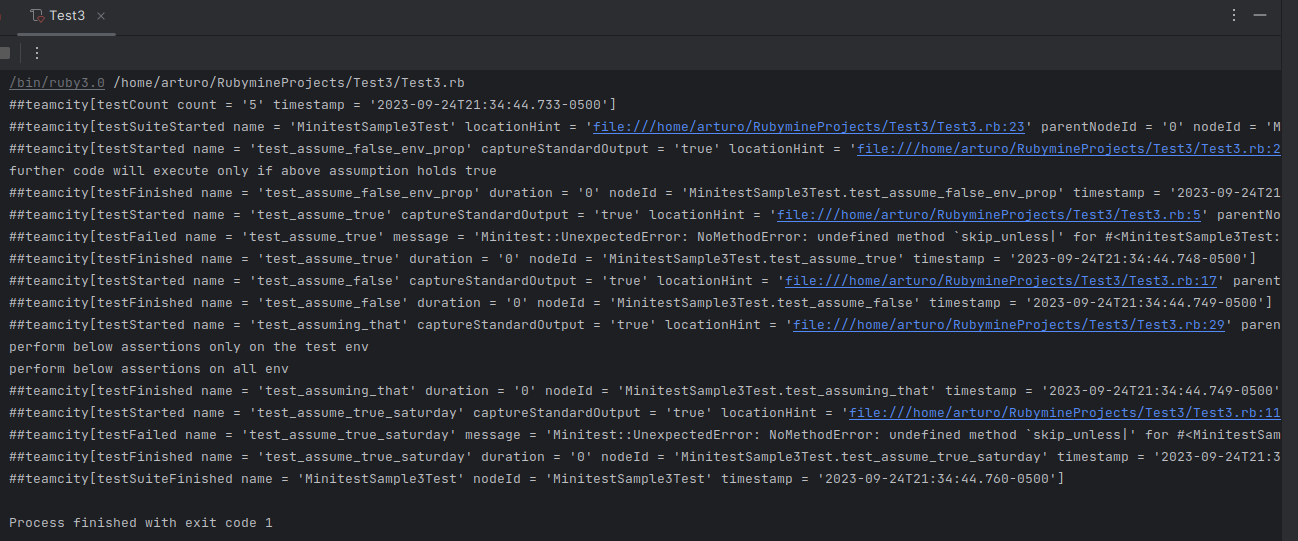 Test3
/bin/ruby3.0 /home/arturo/RubymineProjects/Test3/Test3.rb
##teamcity[testCount count = '5' timestamp = '2023-09-24T21:34:44.733-0500']
##teamcity[testSuiteStarted name = 'MinitestSample3Test' locationHint = 'file:///home/arturo/RubymineProjects/Test3/Test3.rb:23' parentNodeId = '0' nodeId = 'M
##teamcity[testStarted name = 'test_assume_false_env_prop' captureStandardOutput = 'true' locationHint = 'file:///home/arturo/RubymineProjects/Test3/Test3.rb:2
further code will execute only if above assumption holds true
##teamcity[testFinished name = 'test_assume_false_env_prop' duration = '0' nodeId = 'MinitestSample3Test.test_assume_false_env_prop' timestamp = '2023-09-24T21
##teamcity[testStarted name = 'test_assume_true' captureStandardOutput = 'true' locationHint = 'file:///home/arturo/RubymineProjects/Test3/Test3.rb:5' parentNo
##teamcity[testFailed name = 'test_assume_true' message = 'Minitest::UnexpectedError: NoMethodError: undefined method `skip_unless|' for #<MinitestSample3Test:
##teamcity[testFinished name = 'test_assume_true' duration = '0' nodeId = 'MinitestSample3Test.test_assume_true' timestamp = '2023-09-24T21:34:44.748-0500']
##teamcity[testStarted name = 'test_assume_false' captureStandardOutput = 'true' locationHint = 'file:///home/arturo/RubymineProjects/Test3/Test3.rb:17' parent
##teamcity[testFinished name = 'test_assume_false' duration = '0' nodeId = 'MinitestSample3Test.test_assume_false' timestamp = '2023-09-24T21:34:44.749-0500']
##teamcity[testStarted name = 'test_assuming_that' captureStandardOutput = 'true' locationHint = 'file:///home/arturo/RubymineProjects/Test3/Test3.rb:29' paren
perform below assertions only on the test env
perform below assertions on all env
##teamcity[testFinished name = 'test_assuming_that' duration = '0' nodeId = 'MinitestSample3Test.test_assuming_that' timestamp = '2023-09-24T21:34:44.749-0500'
##teamcity[testStarted name = 'test_assume_true_saturday' captureStandardOutput = 'true' locationHint = 'file:///home/arturo/RubymineProjects/Test3/Test3.rb:11
##teamcity[testFailed name = 'test_assume_true_saturday' message = 'Minitest::UnexpectedError: NoMethodError: undefined method `skip_unless|' for #<MinitestSam
##teamcity[testFinished name = 'test_assume_true_saturday' duration = '0' nodeId = 'MinitestSample3Test.test_assume_true_saturday' timestamp = '2023-09-24T21:3
##teamcity[testSuiteFinished name = 'MinitestSample3Test' nodeId = 'MinitestSample3Test' timestamp = '2023-09-24T21:34:44.760-0500']
Process finished with exit code 1